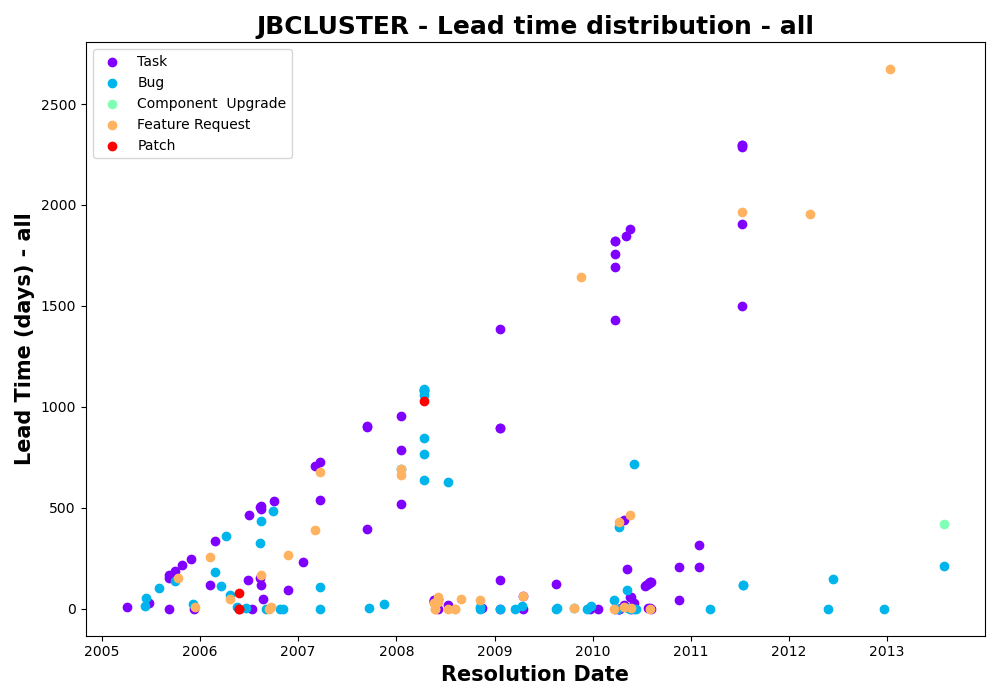 JBCLUSTER - Lead time distribution - all
Task
Bug
Component  Upgrade
Feature Request
Patch
Lead Time (days) - all
2500
2000
1500
1000
500
0
2005 2006 2007 2008 2009 2010 2011 2012 2013
Resolution Date